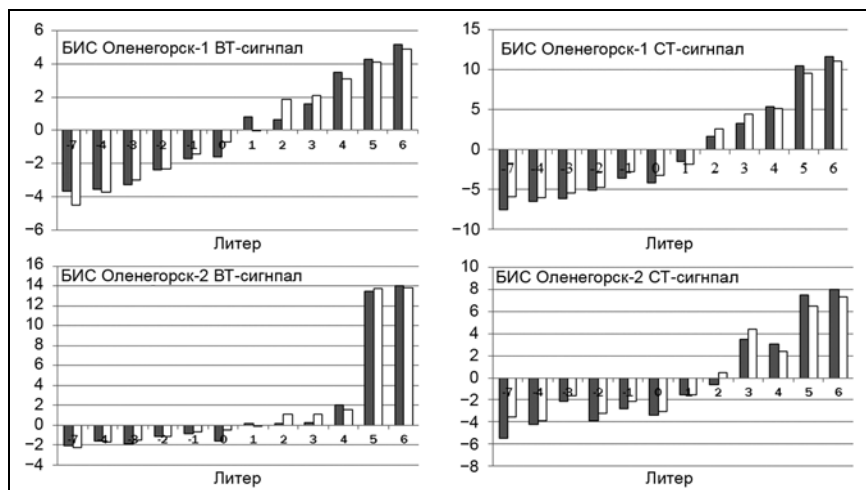 БИС Оленегорск-1 ВТ-сигнпал
6
4
2
0
−2
−4
−6
-7 -4 -3 -2 -1 0 1 2 3 4 5 6
Литер
БИС Оленегорск-1 СТ-сигнпал
15
10
5
0
−5
−10
-7 -4 -3 -2 -1 0 1 2 3 4 5 6
Литер
БИС Оленегорск-2 ВТ-сигнпал
16
14
12
10
8
6
4
2
0
−2
−4
-7 -4 -3 -2 -1 0 1 2 3 4 5 6
Литер
БИС Оленегорск-2 СТ-сигнпал
10
8
6
4
2
0
−2
−4
−6
−8
-7 -4 -3 -2 -1 0 1 2 3 4 5 6
Литер